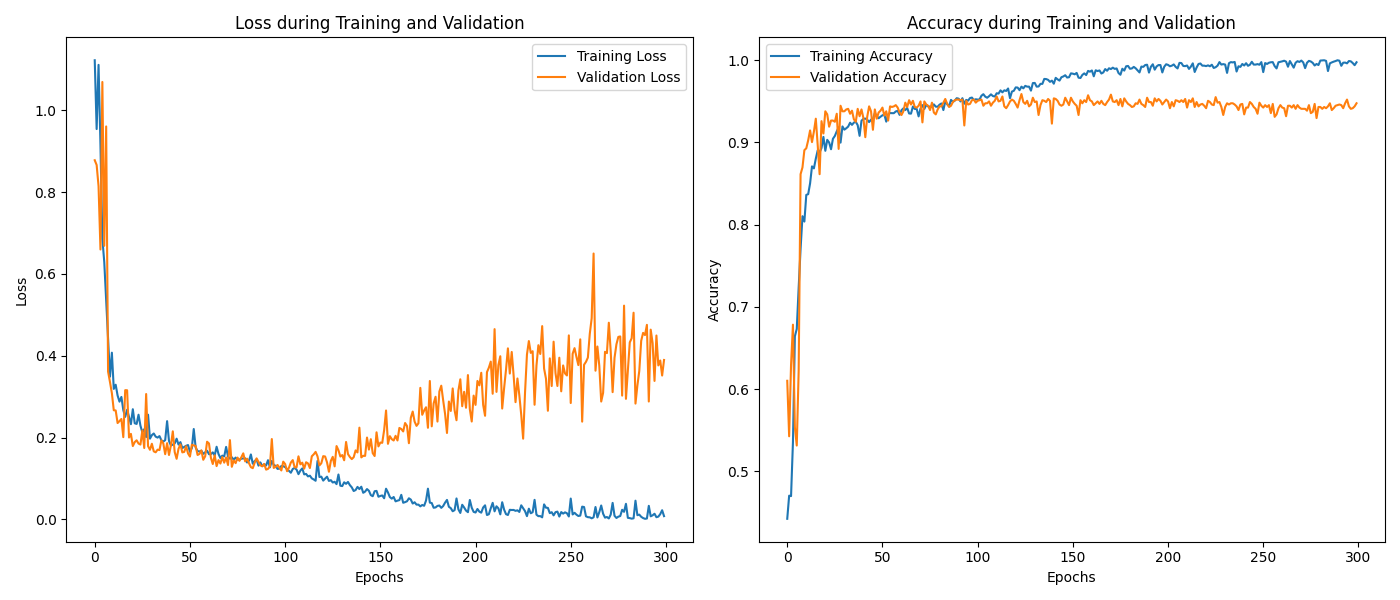 Loss during Training and Validation
Training Loss
Validation Loss
1.0
0.8
0.6
0.4
0.2
0.0
Loss
0 50 100 150 200 250 300
Epochs
Accuracy during Training and Validation
Training Accuracy
Validation Accuracy
1.0
0.9
0.8
0.7
0.6
0.5
Accuracy
0 50 100 150 200 250 300
Epochs